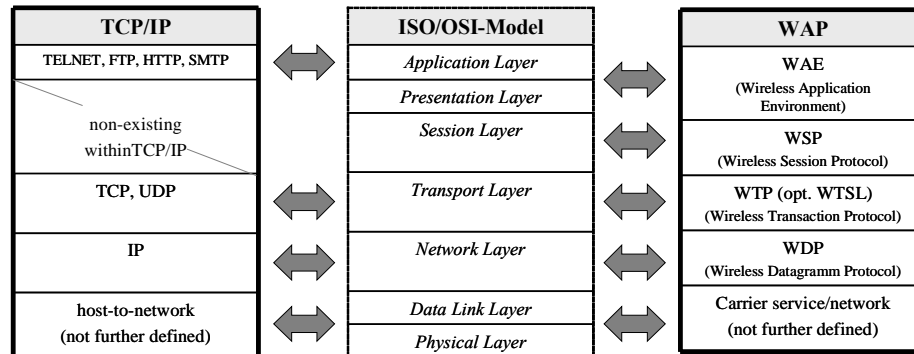 TCP/IP
TELNET, FTP, HTTP, SMTP
non-existing
withinTCP/IP
TCP, UDP
IP
host-to-network
(not further defined)
ISO/OSI-Model
Application Layer
Presentation Layer
Session Layer
Transport Layer
Network Layer
Data Link Layer
Physical Layer
WAP
WAE
(Wireless Application
Environment)
WSP
(Wireless Session Protocol)
WTP (opt. WTSL)
(Wireless Transaction Protocol)
WDP
(Wireless Datagramm Protocol)
Carrier service/network
(not further defined)